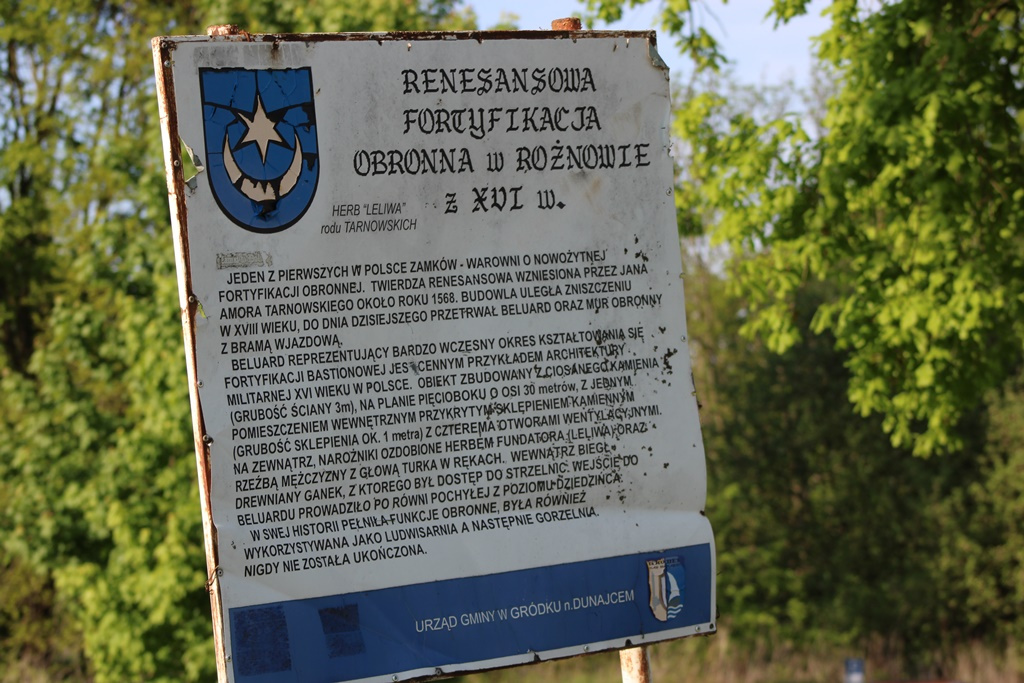 RENESANSOWA
FORTYFIKACJA
OBRONNA w ROŻNOWIE
z XVI w.
HERB "LELIWA"
rodu TARNOWSKICH
JEDEN Z PIERWSZYCH W POLSCE ZAMKÓW - WAROWNI O NOWOŻYTNEJ
FORTYFIKACJI OBRONNEJ. TWIERDZA RENESANSOWA WZNIESIONA PRZEZ JANA
AMORA TARNOWSKIEGO OKOŁO ROKU 1568. BUDOWLA ULEGŁA ZNISZCZENIU
W XVIII WIEKU, DO DNIA DZISIEJSZEGO PRZETRWAŁ BELUARD ORAZ MUR OBRONNY
Z BRAMĄ WJAZDOWĄ.
BELUARD REPREZENTUJĄCY BARDZO WCZESNY OKRES KSZTAŁTOWANIA SIĘ
FORTYFIKACJI BASTIONOWEJ JEST CENNYM PRZYKŁADEM ARCHITEKTURY
MILITARNEJ XVI WIEKU W POLSCE. OBIEKT ZBUDOWANY Z CIOSANEGO KAMIENIA
(GRUBOŚĆ ŚCIANY 3m), NA PLANIE PIĘCIOBOKU O OSI 30 metrów, Z JEDNYM
POMIESZCZENIEM WEWNĘTRZNYM PRZYKRYTYM SKLEPIENIEM KAMIENNYM
(GRUBOŚĆ SKLEPIENIA OK. 1 metra) Z CZTEREMA OTWORAMI WENTYLACYJNYMI.
NA ZEWNĄTRZ, NAROŻNIKI OZDOBIONE HERBEM FUNDATORA (LELIWA) ORAZ
RZEŹBĄ MĘŻCZYZNY Z GŁOWĄ TURKA W RĘKACH. WEWNĄTRZ BIEGŁ
DREWNIANY GANEK, Z KTOREGO BYŁ DOSTĘP DO STRZELNIC. WEJŚCIE DO
BELUARDU PROWADZIŁO PO RÓWNI POCHYŁEJ Z POZIOMU DZIEDZIŃCA.
W SWEJ HISTORII PEŁNIŁA FUNKCJE OBRONNE, BYŁA RÓWNIEŻ
WYKORZYSTYWANA JAKO LUDWISARNIA A NASTĘPNIE GORZELNIA.
NIGDY NIE ZOSTAŁA UKOŃCZONA.
URZĄD GMINY W GRÓDKU n.DUNAJCEM